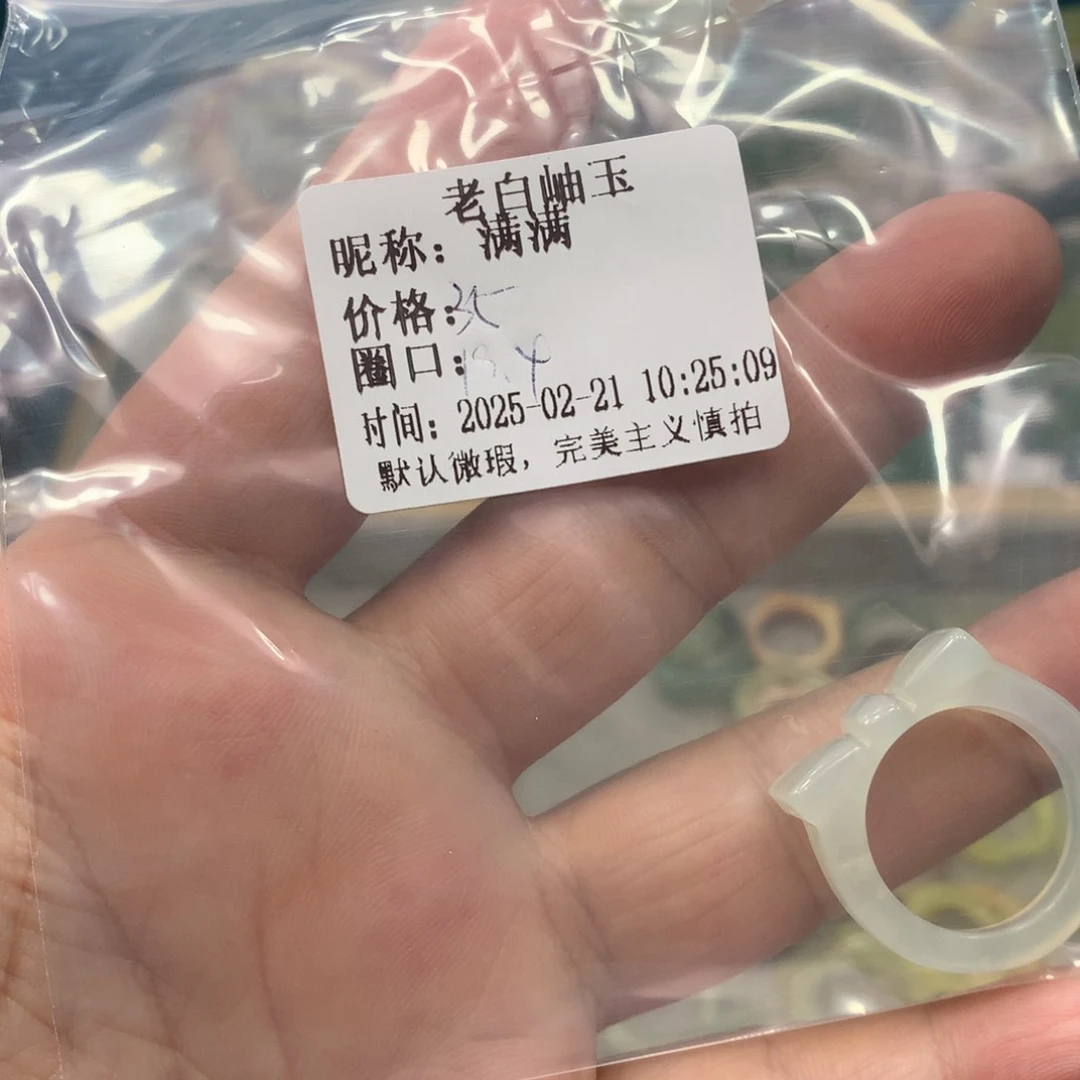 老白岫玉
昵称：满满
价格：
圈口：
时间：2025-02-21 10:25:09
默认微瑕，完美主义慎拍